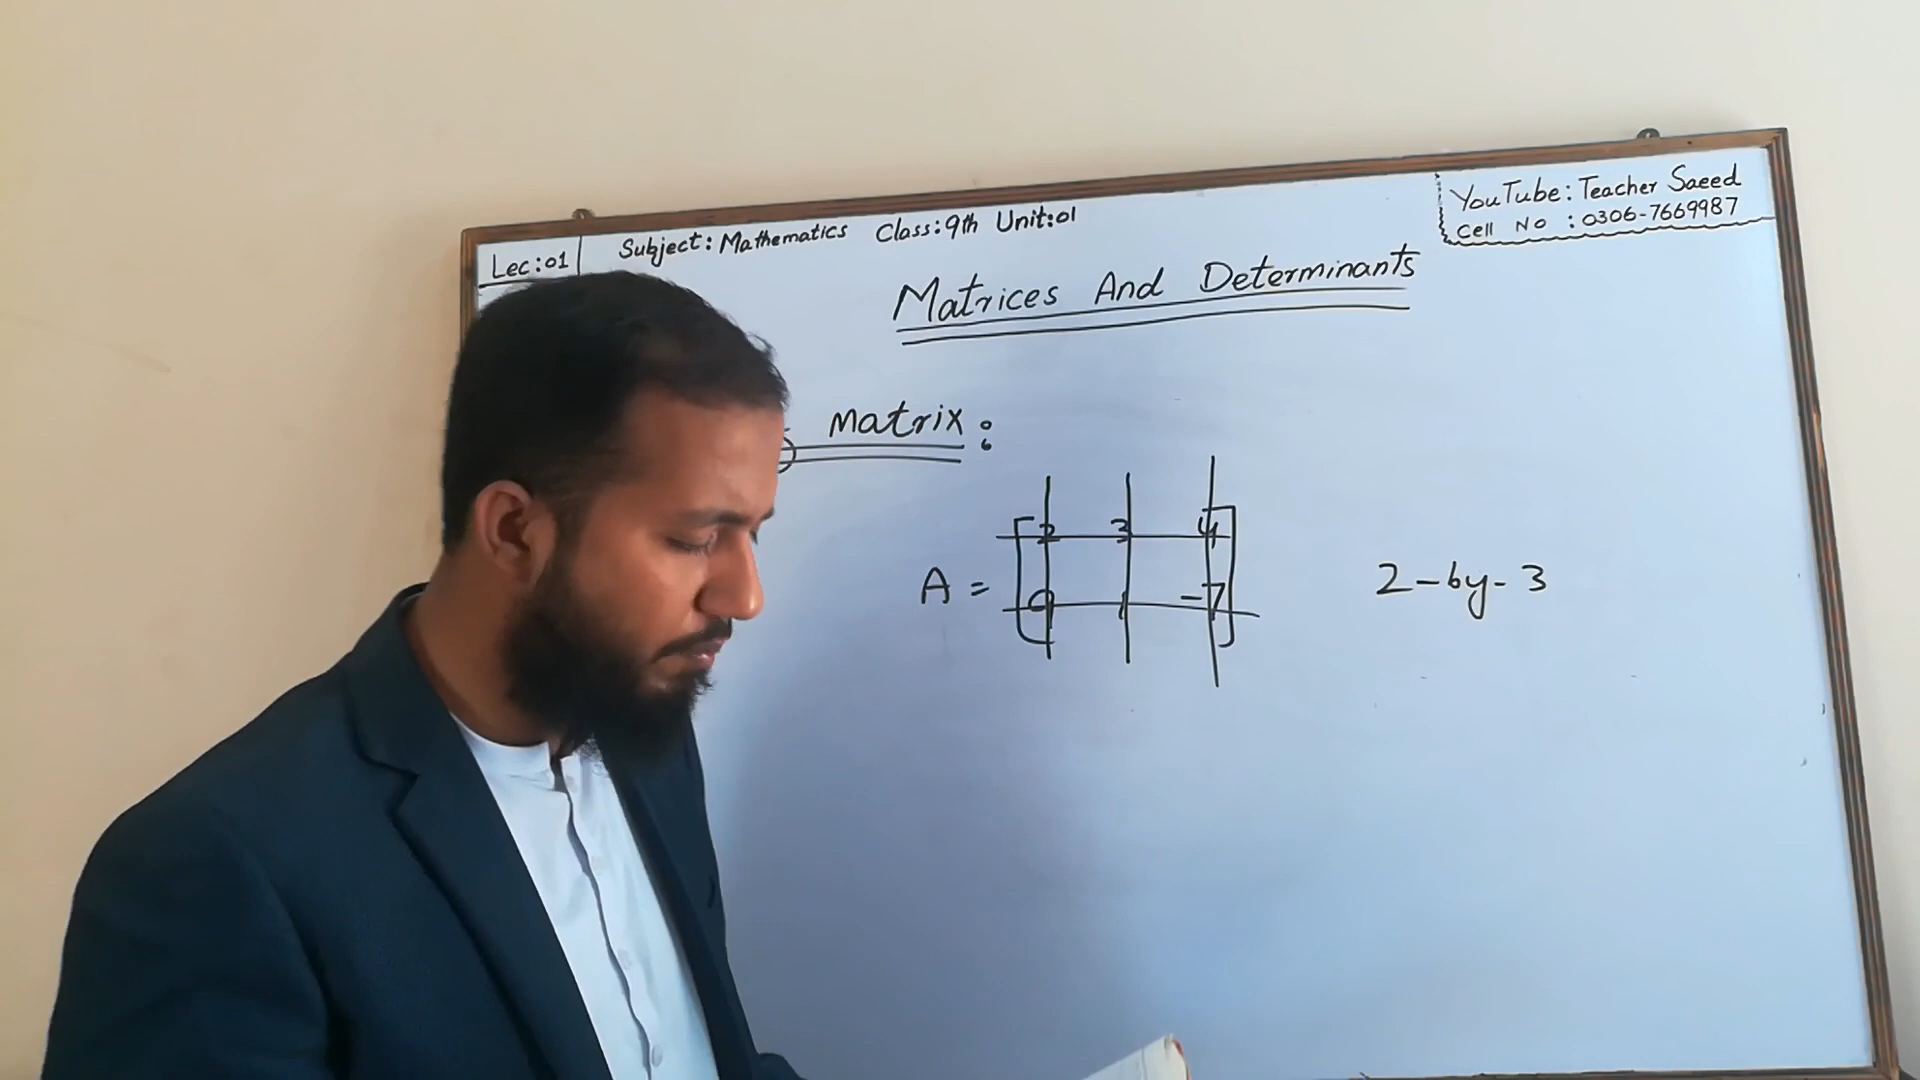 Lec:01
Subject: Mathematics Class: 9th Unit:01
YouTube: Teacher Saeed
Cell No : 0306-7669987
Matrices And Determinants
Matrix:
2 3 4
A =
0 1 -7
2-by-3